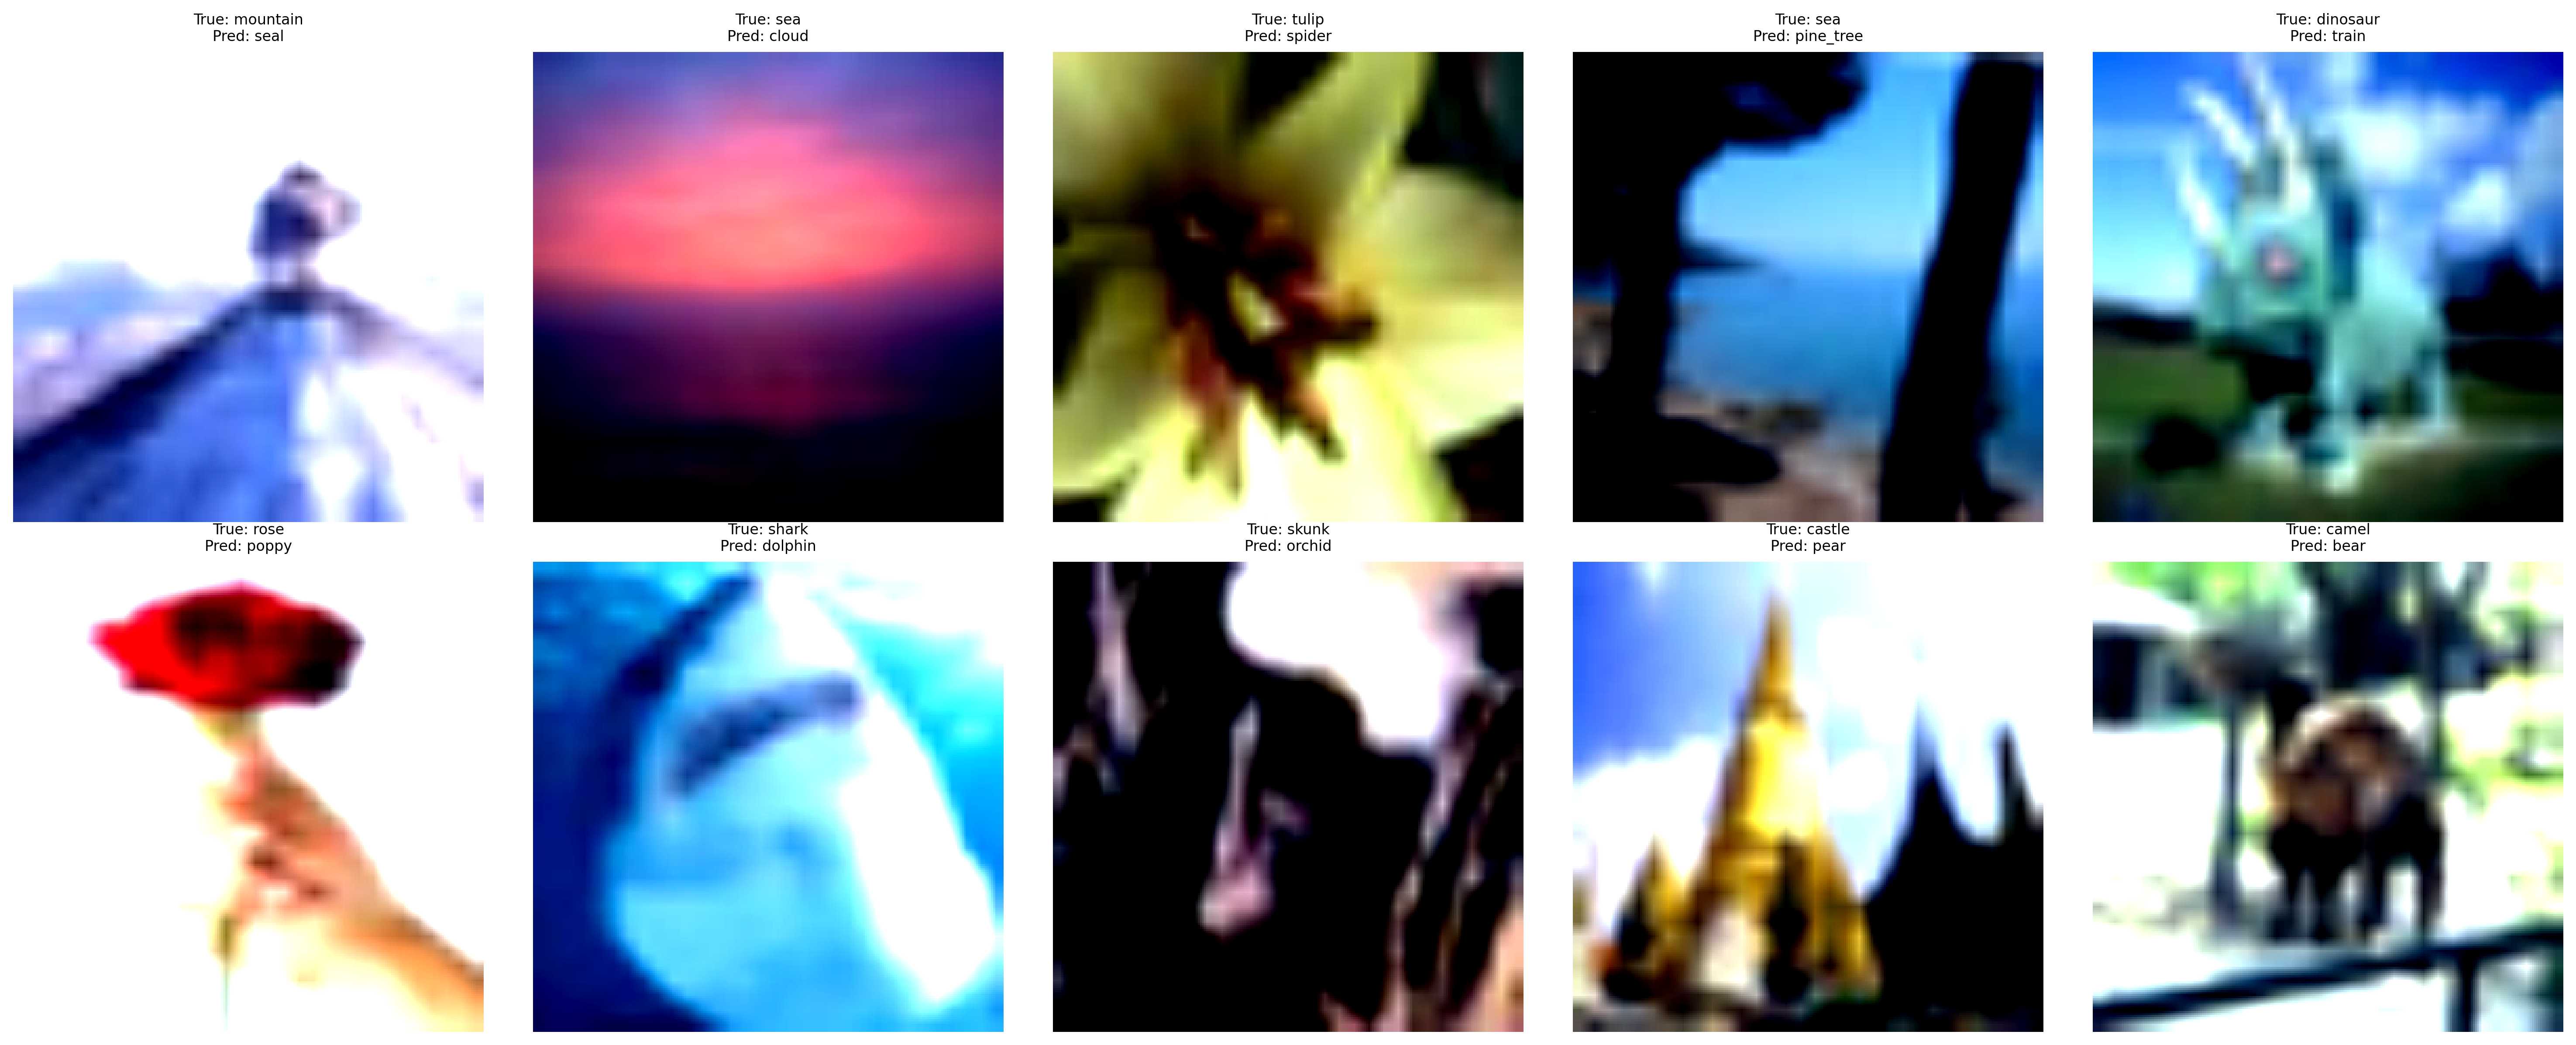 True: mountain
Pred: seal
True: sea
Pred: cloud
True: tulip
Pred: spider
True: sea
Pred: pine_tree
True: dinosaur
Pred: train
True: rose
Pred: poppy
True: shark
Pred: dolphin
True: skunk
Pred: orchid
True: castle
Pred: pear
True: camel
Pred: bear